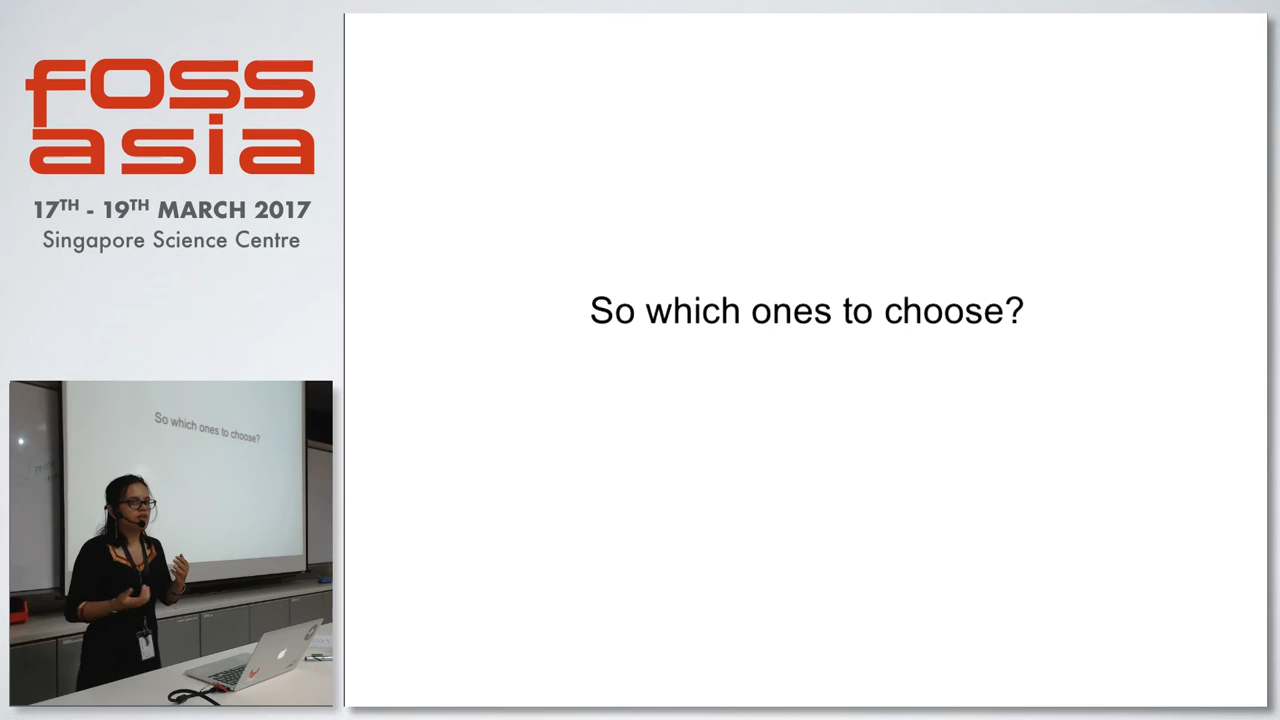 foss
asia
17TH - 19TH MARCH 2017
Singapore Science Centre
So which ones to choose?
So which ones to choose?